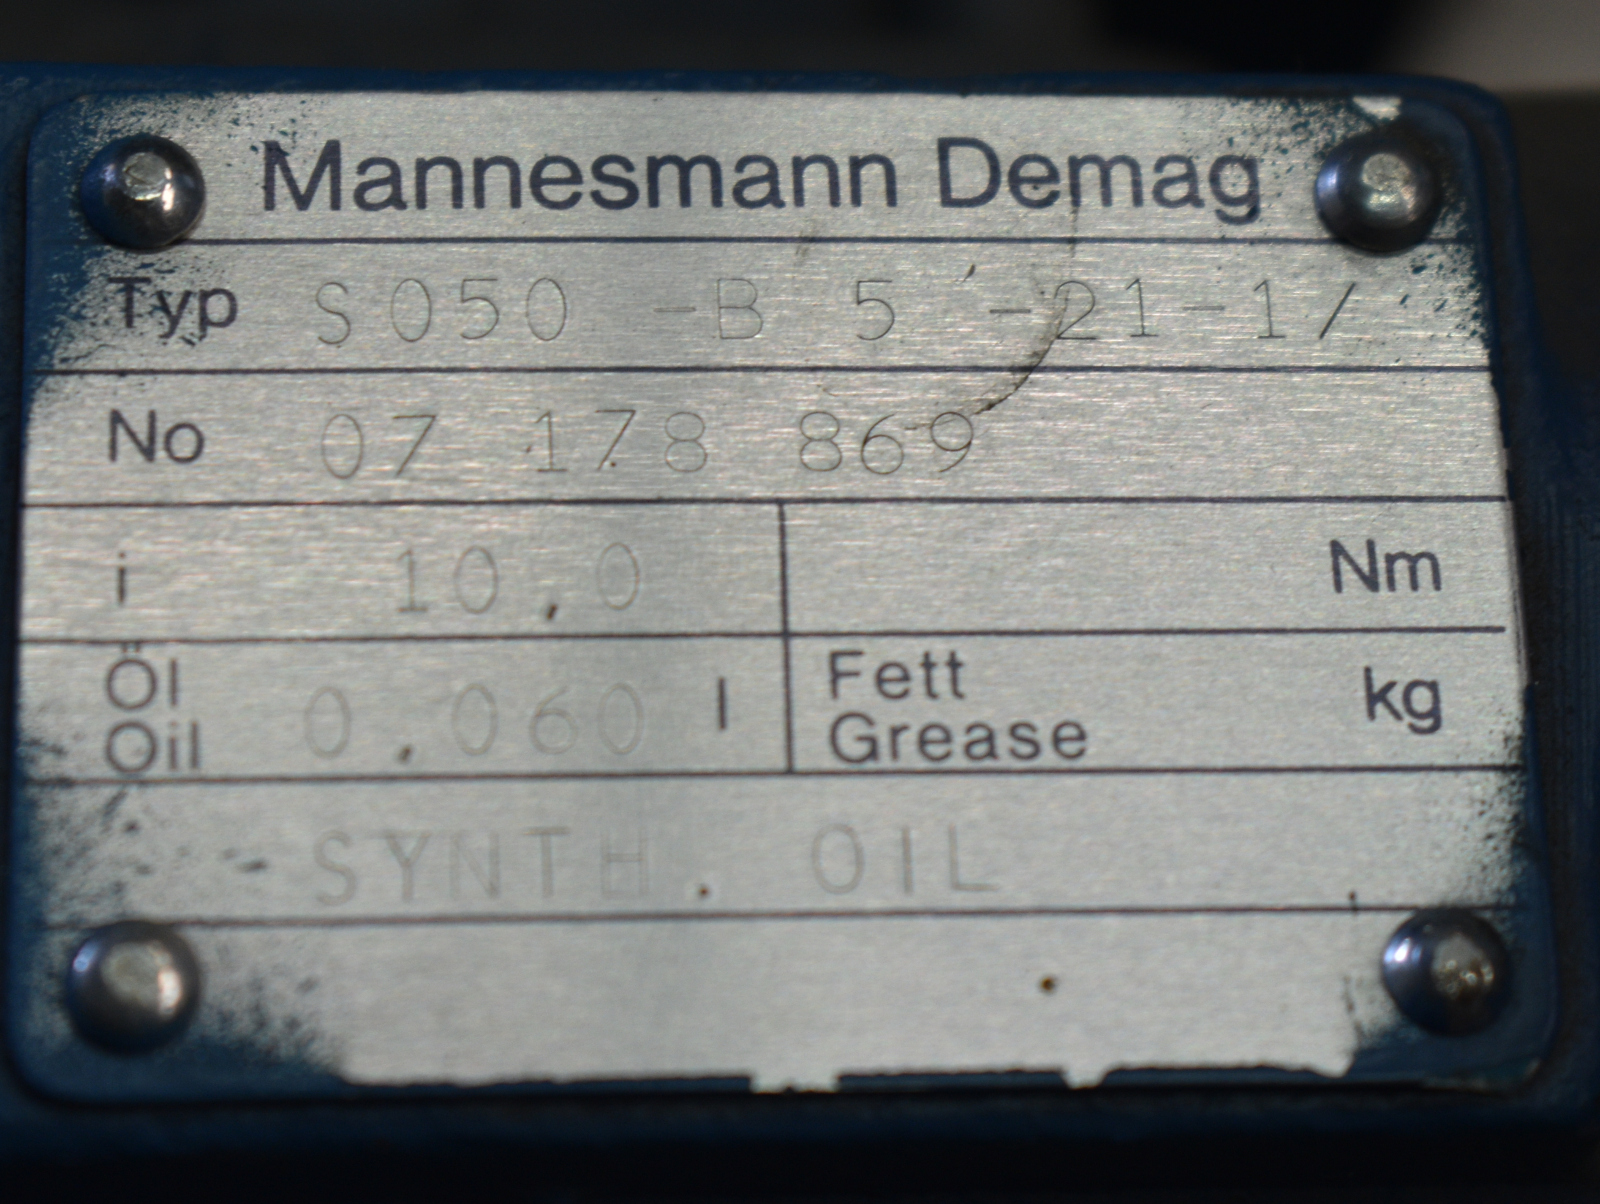 Mannesmann Demag
Typ S050 -B 5 -21-1/
No 07 178 869
i 10,0 Nm
Öl
Oil 0.060 l Fett
Grease kg
SYNTH. OIL